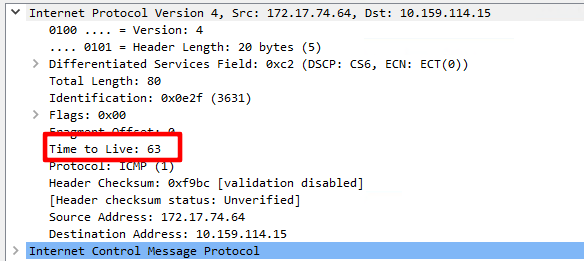 Internet Protocol Version 4, Src: 172.17.74.64, Dst: 10.159.114.15
0100 .... = Version: 4
.... 0101 = Header Length: 20 bytes (5)
Differentiated Services Field: 0xc2 (DSCP: CS6, ECN: ECT(0))
Total Length: 80
Identification: 0x0e2f (3631)
Flags: 0x00
Fragment Offset: 0
Time to Live: 63
Protocol: ICMP (1)
Header Checksum: 0xf9bc [validation disabled]
[Header checksum status: Unverified]
Source Address: 172.17.74.64
Destination Address: 10.159.114.15
Internet Control Message Protocol